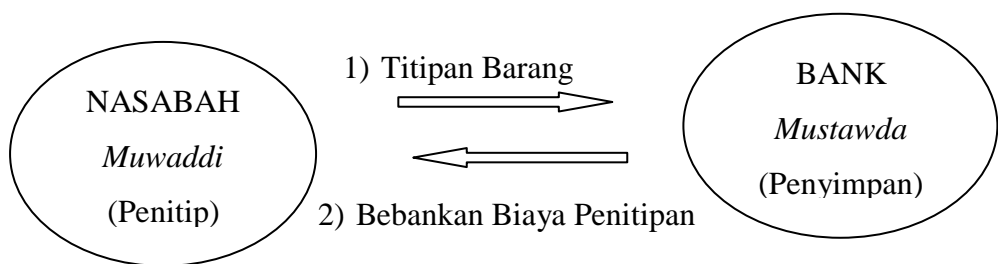 NASABAH
Muwaddi
(Penitip)
1) Titipan Barang
2) Bebankan Biaya Penitipan
BANK
Mustawda
(Penyimpan)